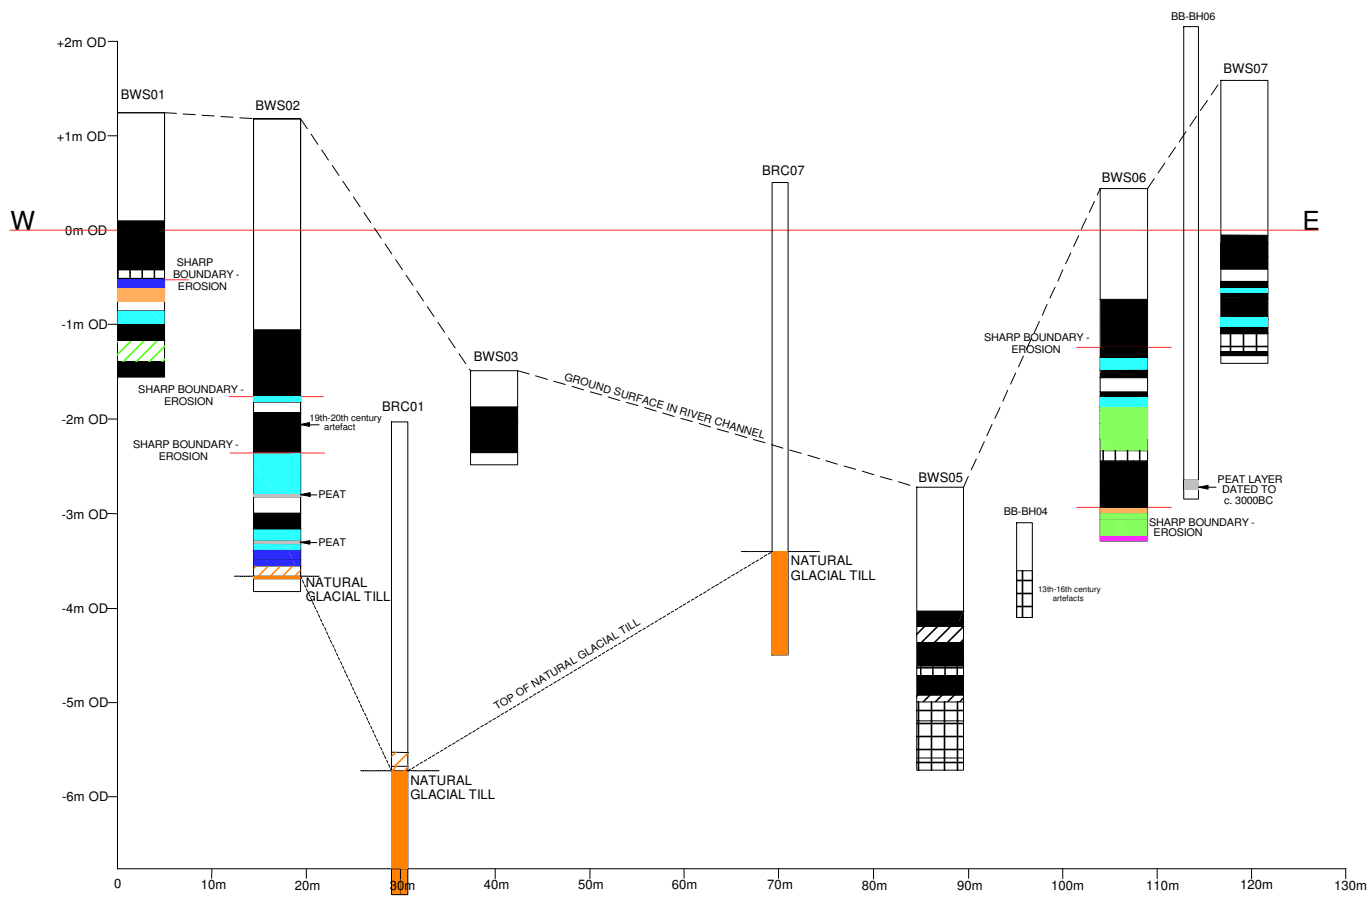 BB-BH06
+2m OD
BWS07
BWS01
BWS02
+1m OD
BRC07
BWS06
W
E
0m OD
SHARP
BOUNDARY -
EROSION
-1m OD
SHARP BOUNDARY -
EROSION
BWS03
GROUND SURFACE IN RIVER CHANNEL
SHARP BOUNDARY -
EROSION
BRC01
-2m OD
19th-20th century
artefact
SHARP BOUNDARY -
EROSION
BWS05
PEAT
PEAT LAYER
DATED TO
c. 3000BC
-3m OD
BB-BH04
SHARP BOUNDARY -
EROSION
PEAT
NATURAL
GLACIAL TILL
NATURAL
GLACIAL TILL
13th-16th century
artefacts
-4m OD
TOP OF NATURAL GLACIAL TILL
-5m OD
NATURAL
GLACIAL TILL
-6m OD
0
10m
20m
30m
40m
50m
60m
70m
80m
90m
100m
110m
120m
130m